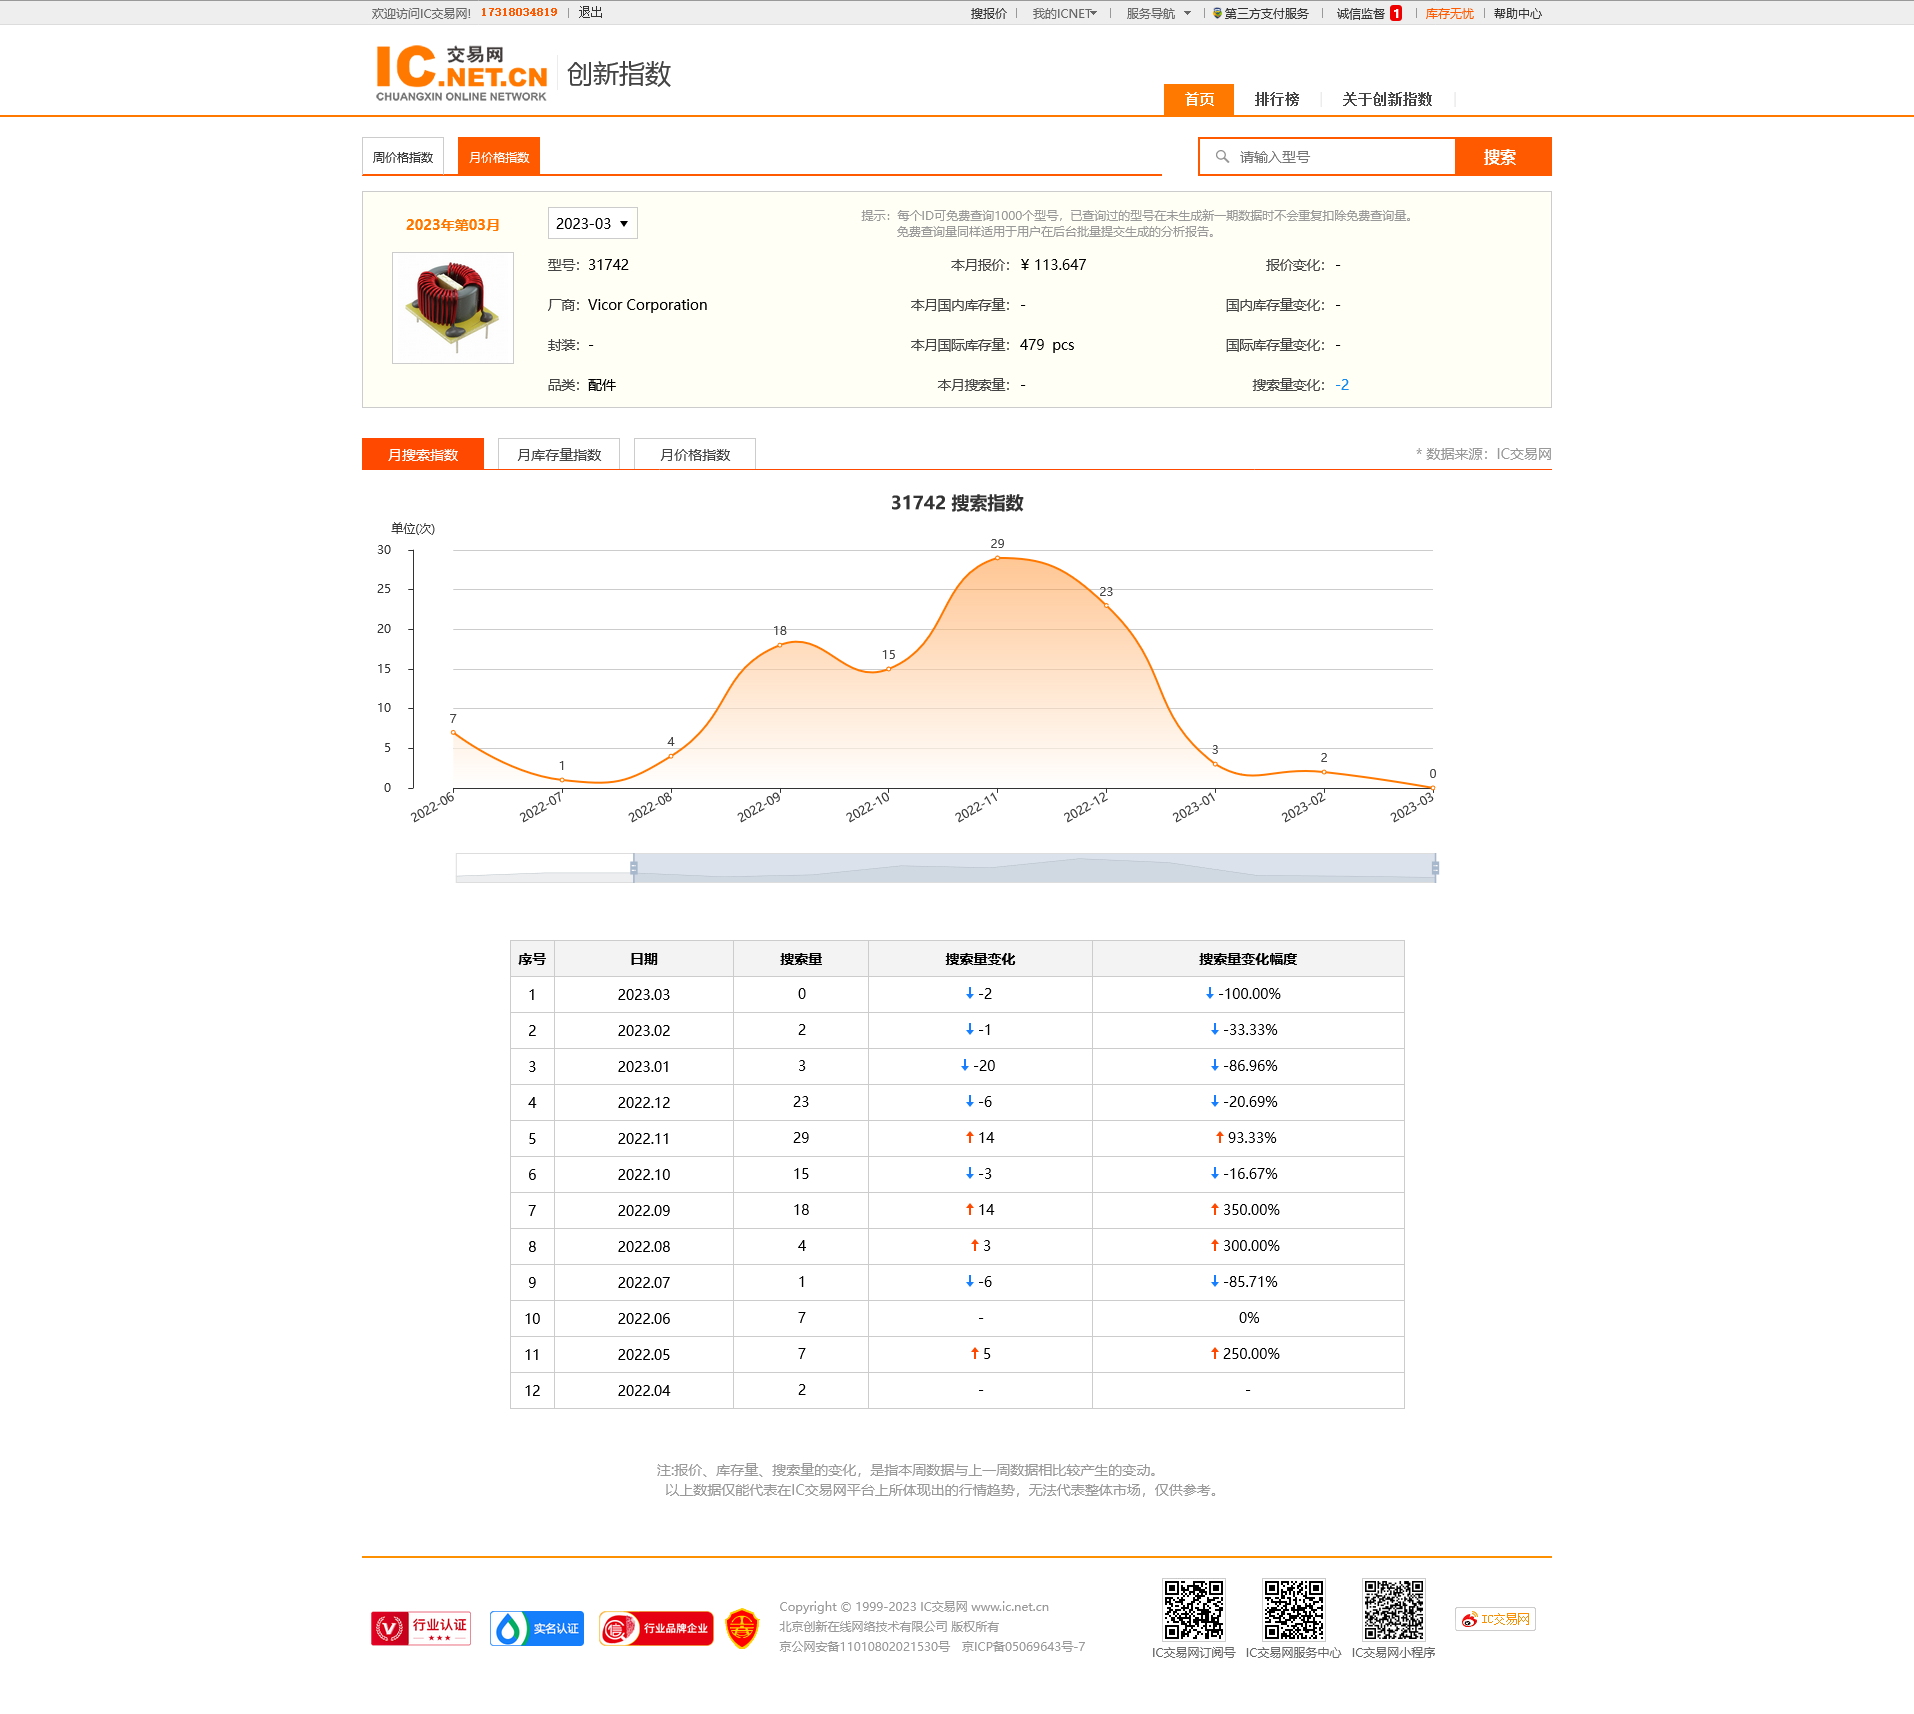 欢迎访问IC交易网! 17318034819 | 退出
搜报价 | 我的ICNET | 服务导航 | 第三方支付服务 | 诚信监督 1 | 库存无忧 | 帮助中心
IC.NET.CN 交易网
CHUANGXIN ONLINE NETWORK
创新指数
首页 排行榜 | 关于创新指数 |
周价格指数 月价格指数 请输入型号 搜索
2023年第03月 2023-03
提示：每个ID可免费查询1000个型号，已查询过的型号在未生成新一期数据时不会重复扣除免费查询量。
免费查询量同样适用于用户在后台批量提交生成的分析报告。
型号：31742 本月报价：¥ 113.647 报价变化：-
厂商：Vicor Corporation 本月国内库存量：- 国内库存量变化：-
封装：- 本月国际库存量：479 pcs 国际库存量变化：-
品类：配件 本月搜索量：- 搜索量变化：-2
月搜索指数 月库存量指数 月价格指数 * 数据来源：IC交易网
31742 搜索指数
单位(次)
30
25
20
15
10
5
0
7 1 4 18 15 29 23 3 2 0
2022-06 2022-07 2022-08 2022-09 2022-10 2022-11 2022-12 2023-01 2023-02 2023-03
序号 日期 搜索量 搜索量变化 搜索量变化幅度
1 2023.03 0 ↓ -2 ↓ -100.00%
2 2023.02 2 ↓ -1 ↓ -33.33%
3 2023.01 3 ↓ -20 ↓ -86.96%
4 2022.12 23 ↓ -6 ↓ -20.69%
5 2022.11 29 ↑ 14 ↑ 93.33%
6 2022.10 15 ↓ -3 ↓ -16.67%
7 2022.09 18 ↑ 14 ↑ 350.00%
8 2022.08 4 ↑ 3 ↑ 300.00%
9 2022.07 1 ↓ -6 ↓ -85.71%
10 2022.06 7 - 0%
11 2022.05 7 ↑ 5 ↑ 250.00%
12 2022.04 2 - -
注:报价、库存量、搜索量的变化，是指本周数据与上一周数据相比较产生的变动。
以上数据仅能代表在IC交易网平台上所体现出的行情趋势，无法代表整体市场，仅供参考。
行业认证 实名认证 信 行业品牌企业
Copyright © 1999-2023 IC交易网 www.ic.net.cn
北京创新在线网络技术有限公司 版权所有
京公网安备11010802021530号 京ICP备05069643号-7
IC交易网订阅号 IC交易网服务中心 IC交易网小程序
IC交易网